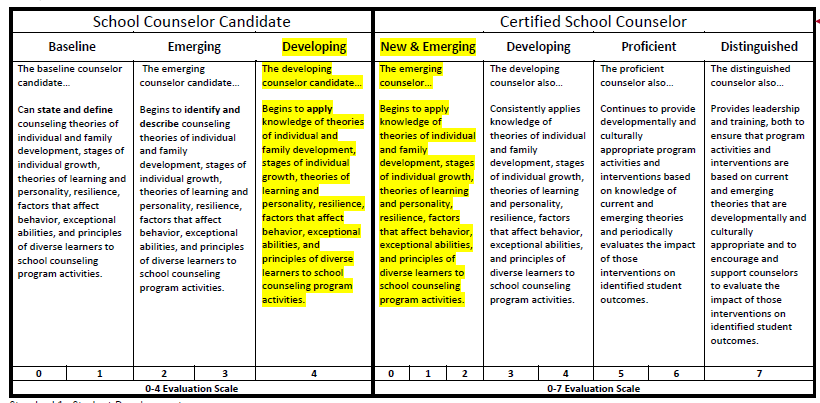 School Counselor Candidate
Certified School Counselor
Baseline
Emerging
Developing
New & Emerging
Developing
Proficient
Distinguished
The baseline counselor
candidate...
Can state and define
counseling theories of
individual and family
development, stages of
individual growth,
theories of learning and
personality, resilience,
factors that affect
behavior, exceptional
abilities, and principles
of diverse learners to
school counseling
program activities.
The emerging
counselor candidate...
Begins to identify and
describe counseling
theories of individual
and family
development, stages of
individual growth,
theories of learning and
personality, resilience,
factors that affect
behavior, exceptional
abilities, and principles
of diverse learners to
school counseling
program activities.
The developing
counselor candidate...
Begins to apply
knowledge of theories
of individual and
family development,
stages of individual
growth, theories of
learning and
personality, resilience,
factors that affect
behavior, exceptional
abilities, and
principles of diverse
learners to school
counseling program
activities.
The emerging
counselor...
Begins to apply
knowledge of
theories of individual
and family
development, stages
of individual growth,
theories of learning
and personality,
resilience, factors
that affect behavior,
exceptional abilities,
and principles of
diverse learners to
school counseling
program activities.
The developing
counselor also...
Consistently applies
knowledge of
theories of individual
and family
development, stages
of individual growth,
theories of learning
and personality,
resilience, factors
that affect behavior,
exceptional abilities,
and principles of
diverse learners to
school counseling
program activities.
The proficient
counselor also...
Continues to provide
developmentally and
culturally
appropriate program
activities and
interventions based
on knowledge of
current and
emerging theories
and periodically
evaluates the impact
of those
interventions on
identified student
outcomes.
The distinguished
counselor also...
Provides leadership
and training, both to
ensure that program
activities and
interventions are
based on current
and emerging
theories that are
developmentally and
culturally
appropriate and to
encourage and
support counselors
to evaluate the
impact of those
interventions on
identified student
outcomes.
0 1 2 3 4 0 1 2 3 4 5 6 7
0-4 Evaluation Scale
0-7 Evaluation Scale